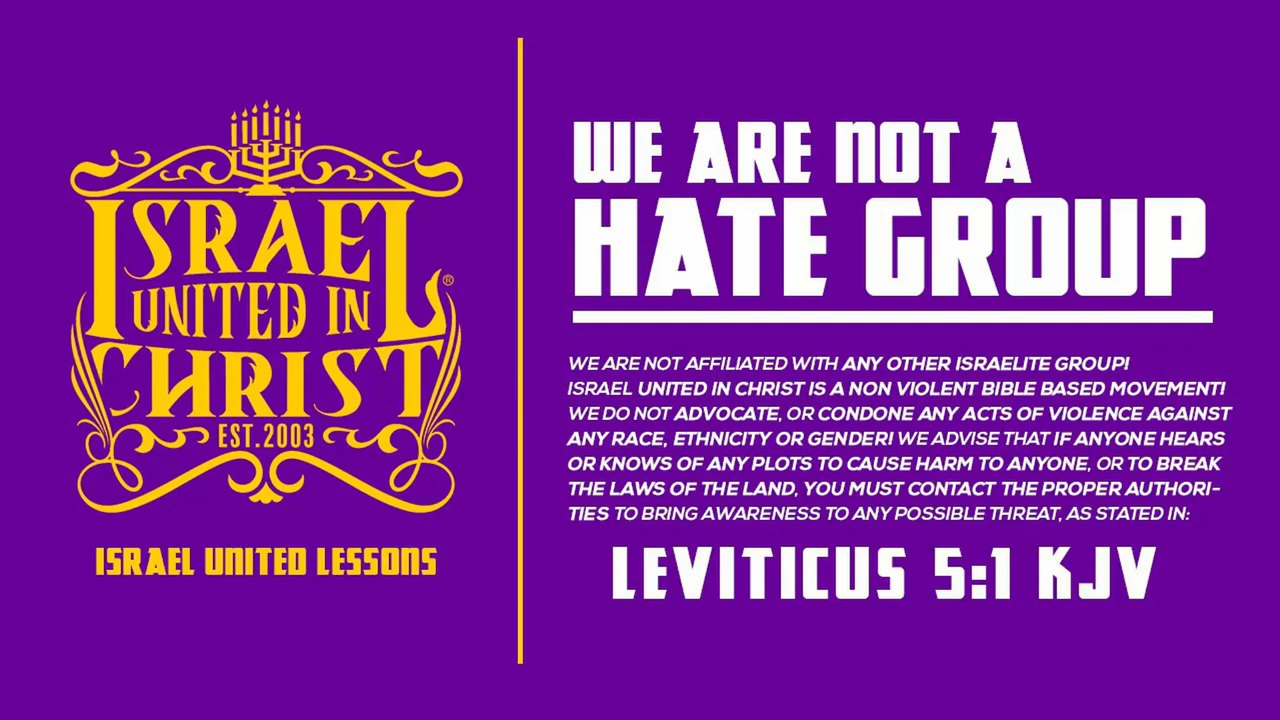 ISRAEL
UNITED IN
CHRIST
®
EST.2003
ISRAEL UNITED LESSONS
WE ARE NOT A
HATE GROUP
WE ARE NOT AFFILIATED WITH ANY OTHER ISRAELITE GROUP!
ISRAEL UNITED IN CHRIST IS A NON VIOLENT BIBLE BASED MOVEMENT!
WE DO NOT ADVOCATE, OR CONDONE ANY ACTS OF VIOLENCE AGAINST
ANY RACE, ETHNICITY OR GENDER! WE ADVISE THAT IF ANYONE HEARS
OR KNOWS OF ANY PLOTS TO CAUSE HARM TO ANYONE, OR TO BREAK
THE LAWS OF THE LAND, YOU MUST CONTACT THE PROPER AUTHORI-
TIES TO BRING AWARENESS TO ANY POSSIBLE THREAT, AS STATED IN:
LEVITICUS 5:1 KJV